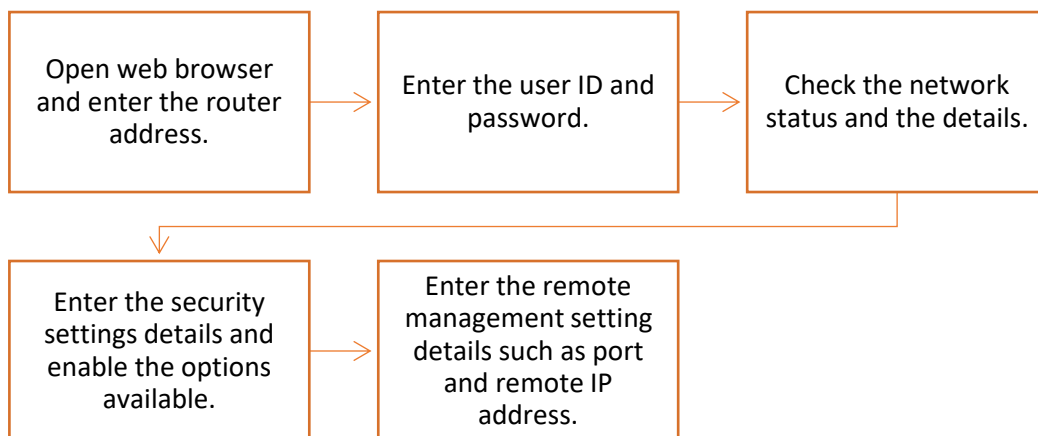 Open web browser
and enter the router
address.
Enter the user ID and
password.
Check the network
status and the details.
Enter the security
settings details and
enable the options
available.
Enter the remote
management setting
details such as port
and remote IP
address.